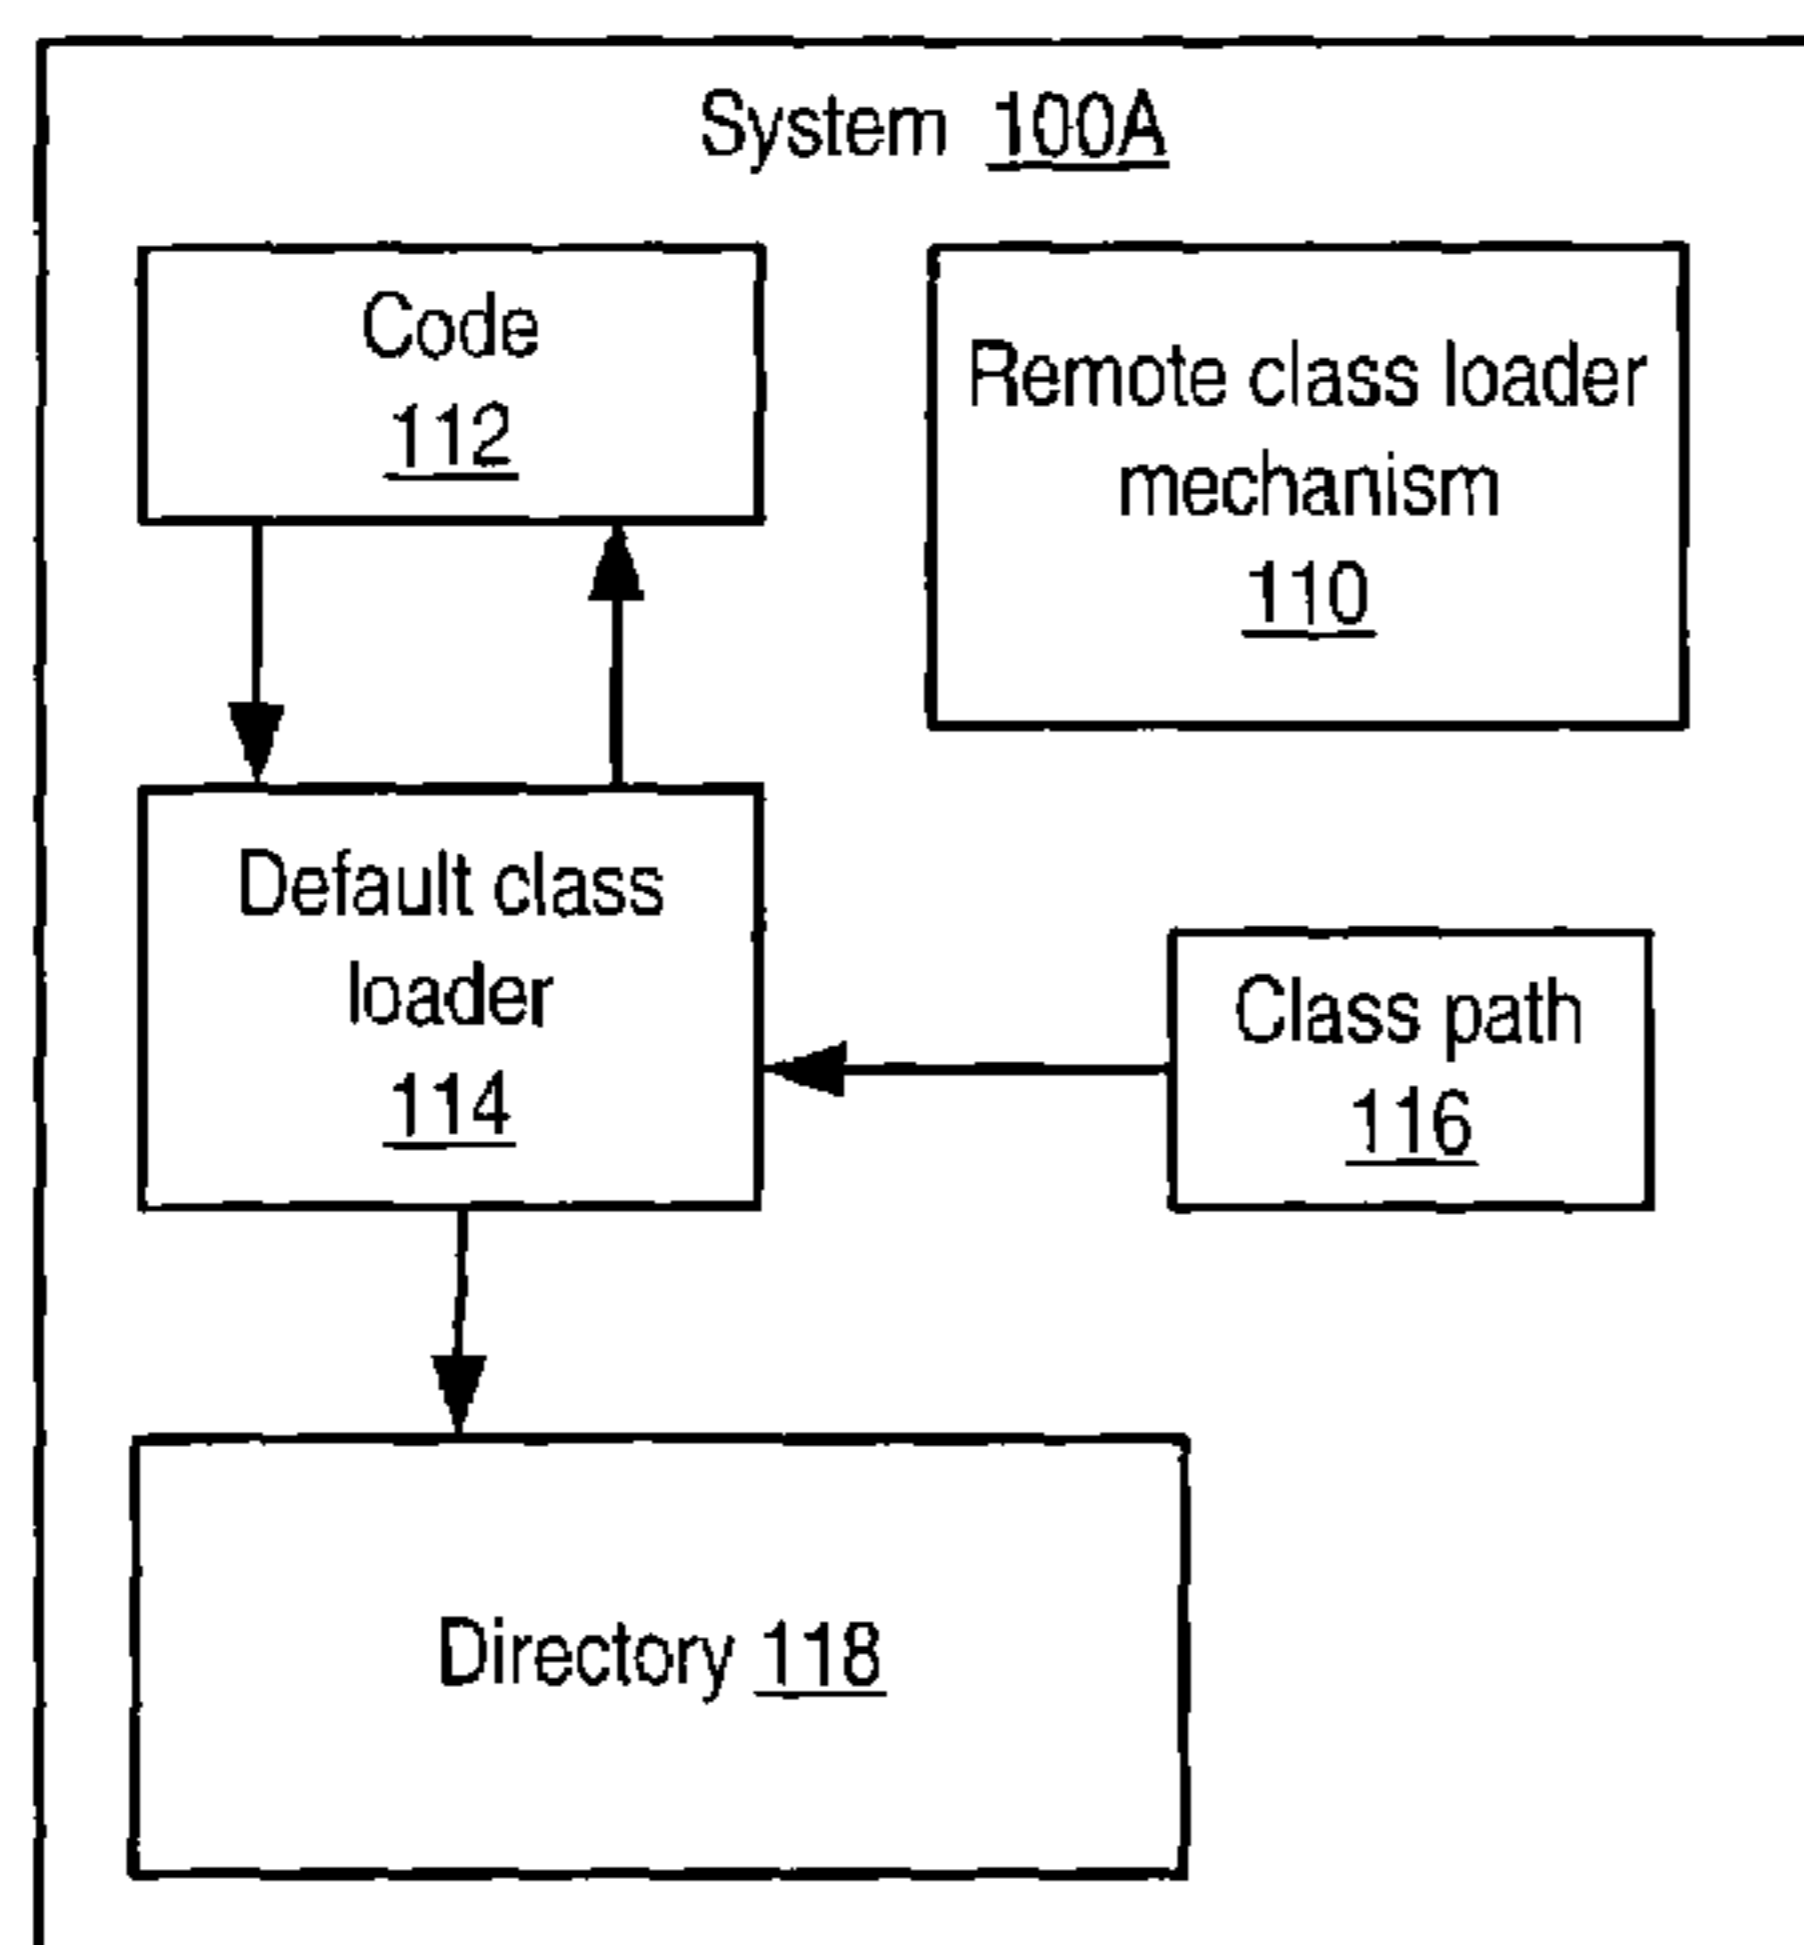 System 100A
Code
112
Remote class loader
mechanism
110
Default class
loader
114
Class path
116
Directory 118